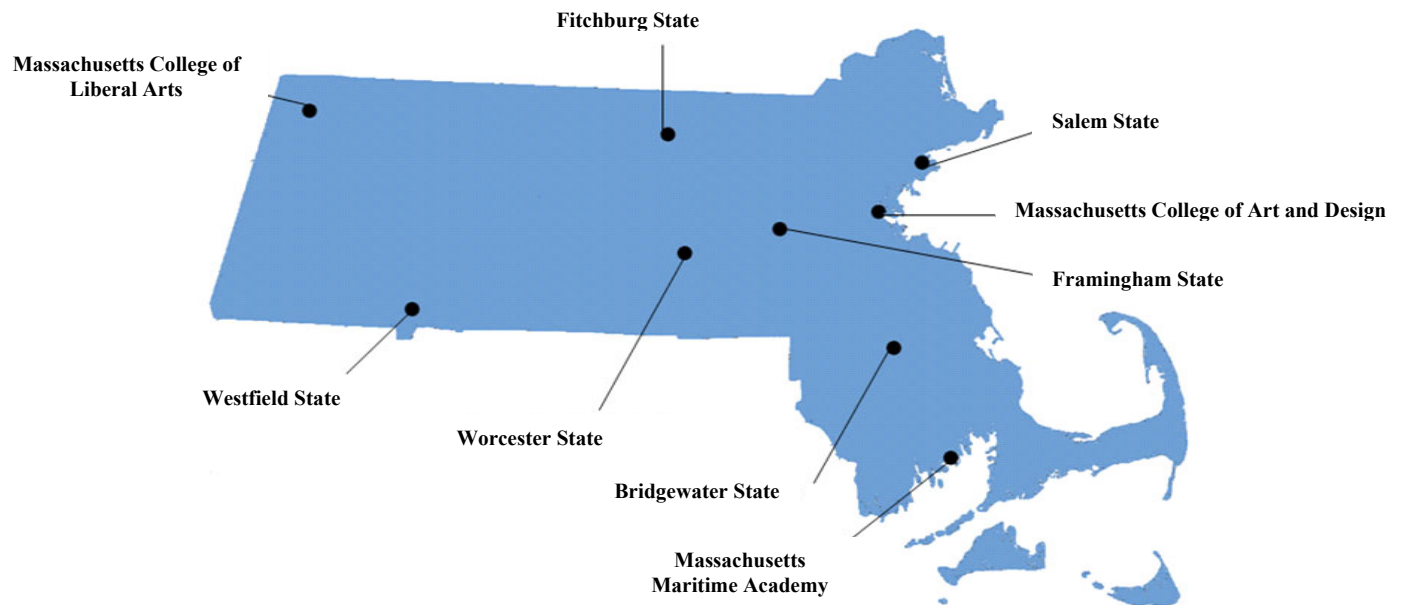 Fitchburg State
Massachusetts College of
Liberal Arts
Salem State
Massachusetts College of Art and Design
Framingham State
Westfield State
Worcester State
Bridgewater State
Massachusetts
Maritime Academy